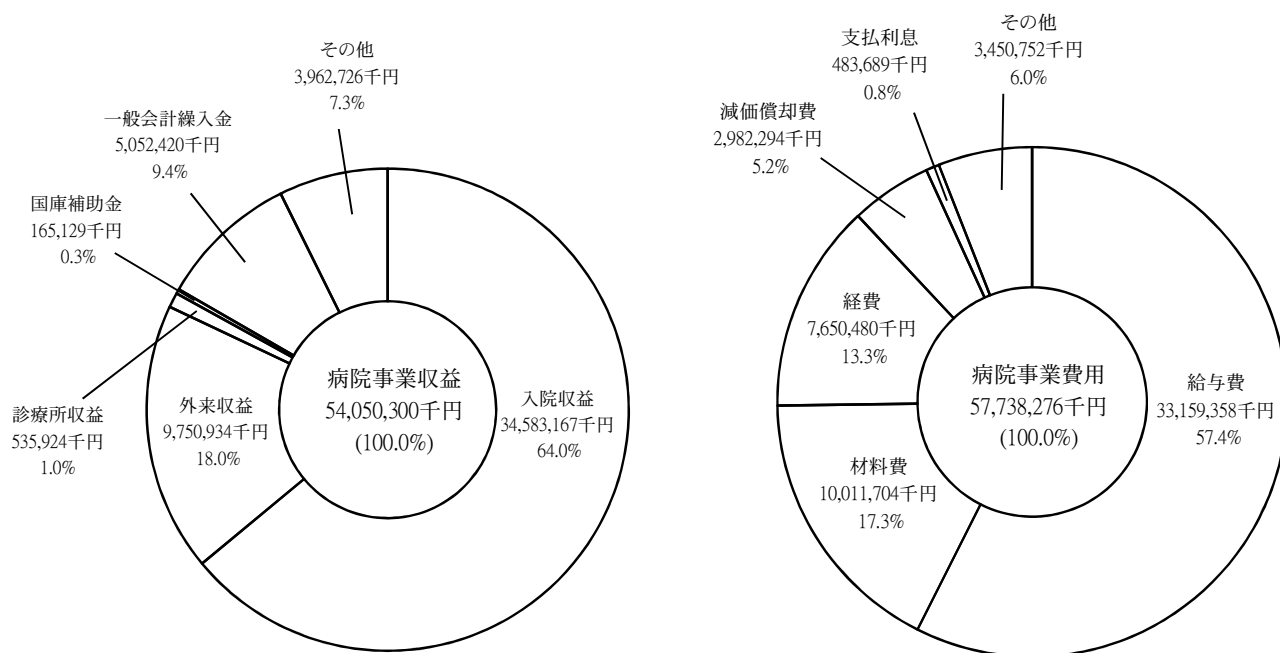 その他
3,962,726千円
7.3%
一般会計繰入金
5,052,420千円
9.4%
国庫補助金
165,129千円
0.3%
診療所収益
535,924千円
1.0%
外来収益
9,750,934千円
18.0%
病院事業収益
54,050,300千円
(100.0%)
入院収益
34,583,167千円
64.0%
その他
3,450,752千円
6.0%
支払利息
483,689千円
0.8%
減価償却費
2,982,294千円
5.2%
経費
7,650,480千円
13.3%
材料費
10,011,704千円
17.3%
病院事業費用
57,738,276千円
(100.0%)
給与費
33,159,358千円
57.4%